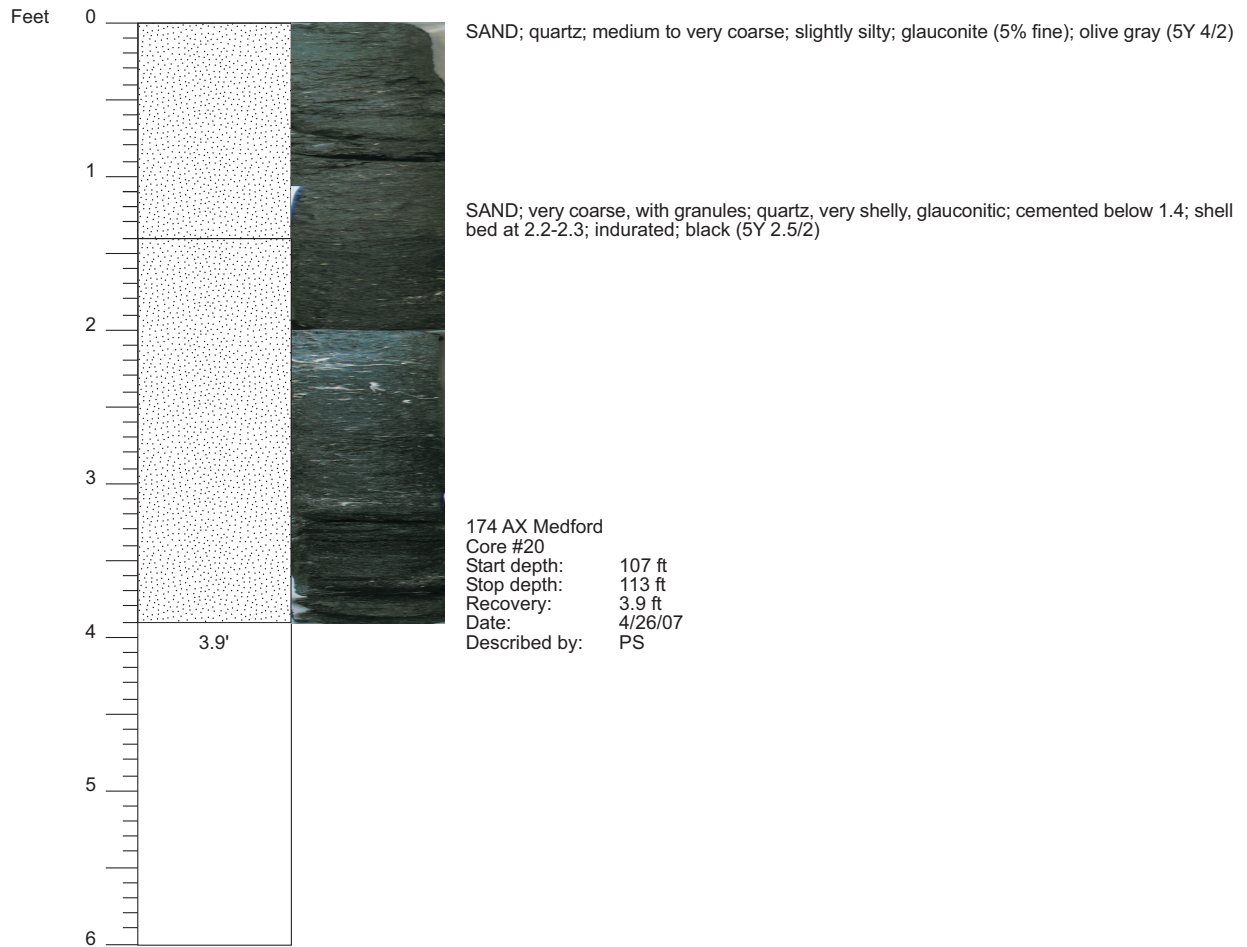 Feet
0
SAND; quartz; medium to very coarse; slightly silty; glauconite (5% fine); olive gray (5Y 4/2)
1
SAND; very coarse, with granules; quartz, very shelly, glauconitic; cemented below 1.4; shell
bed at 2.2-2.3; indurated; black (5Y 2.5/2)
2
3
174 AX Medford
Core #20
Start depth: 107 ft
Stop depth: 113 ft
Recovery: 3.9 ft
Date: 4/26/07
Described by: PS
4
3.9'
5
6